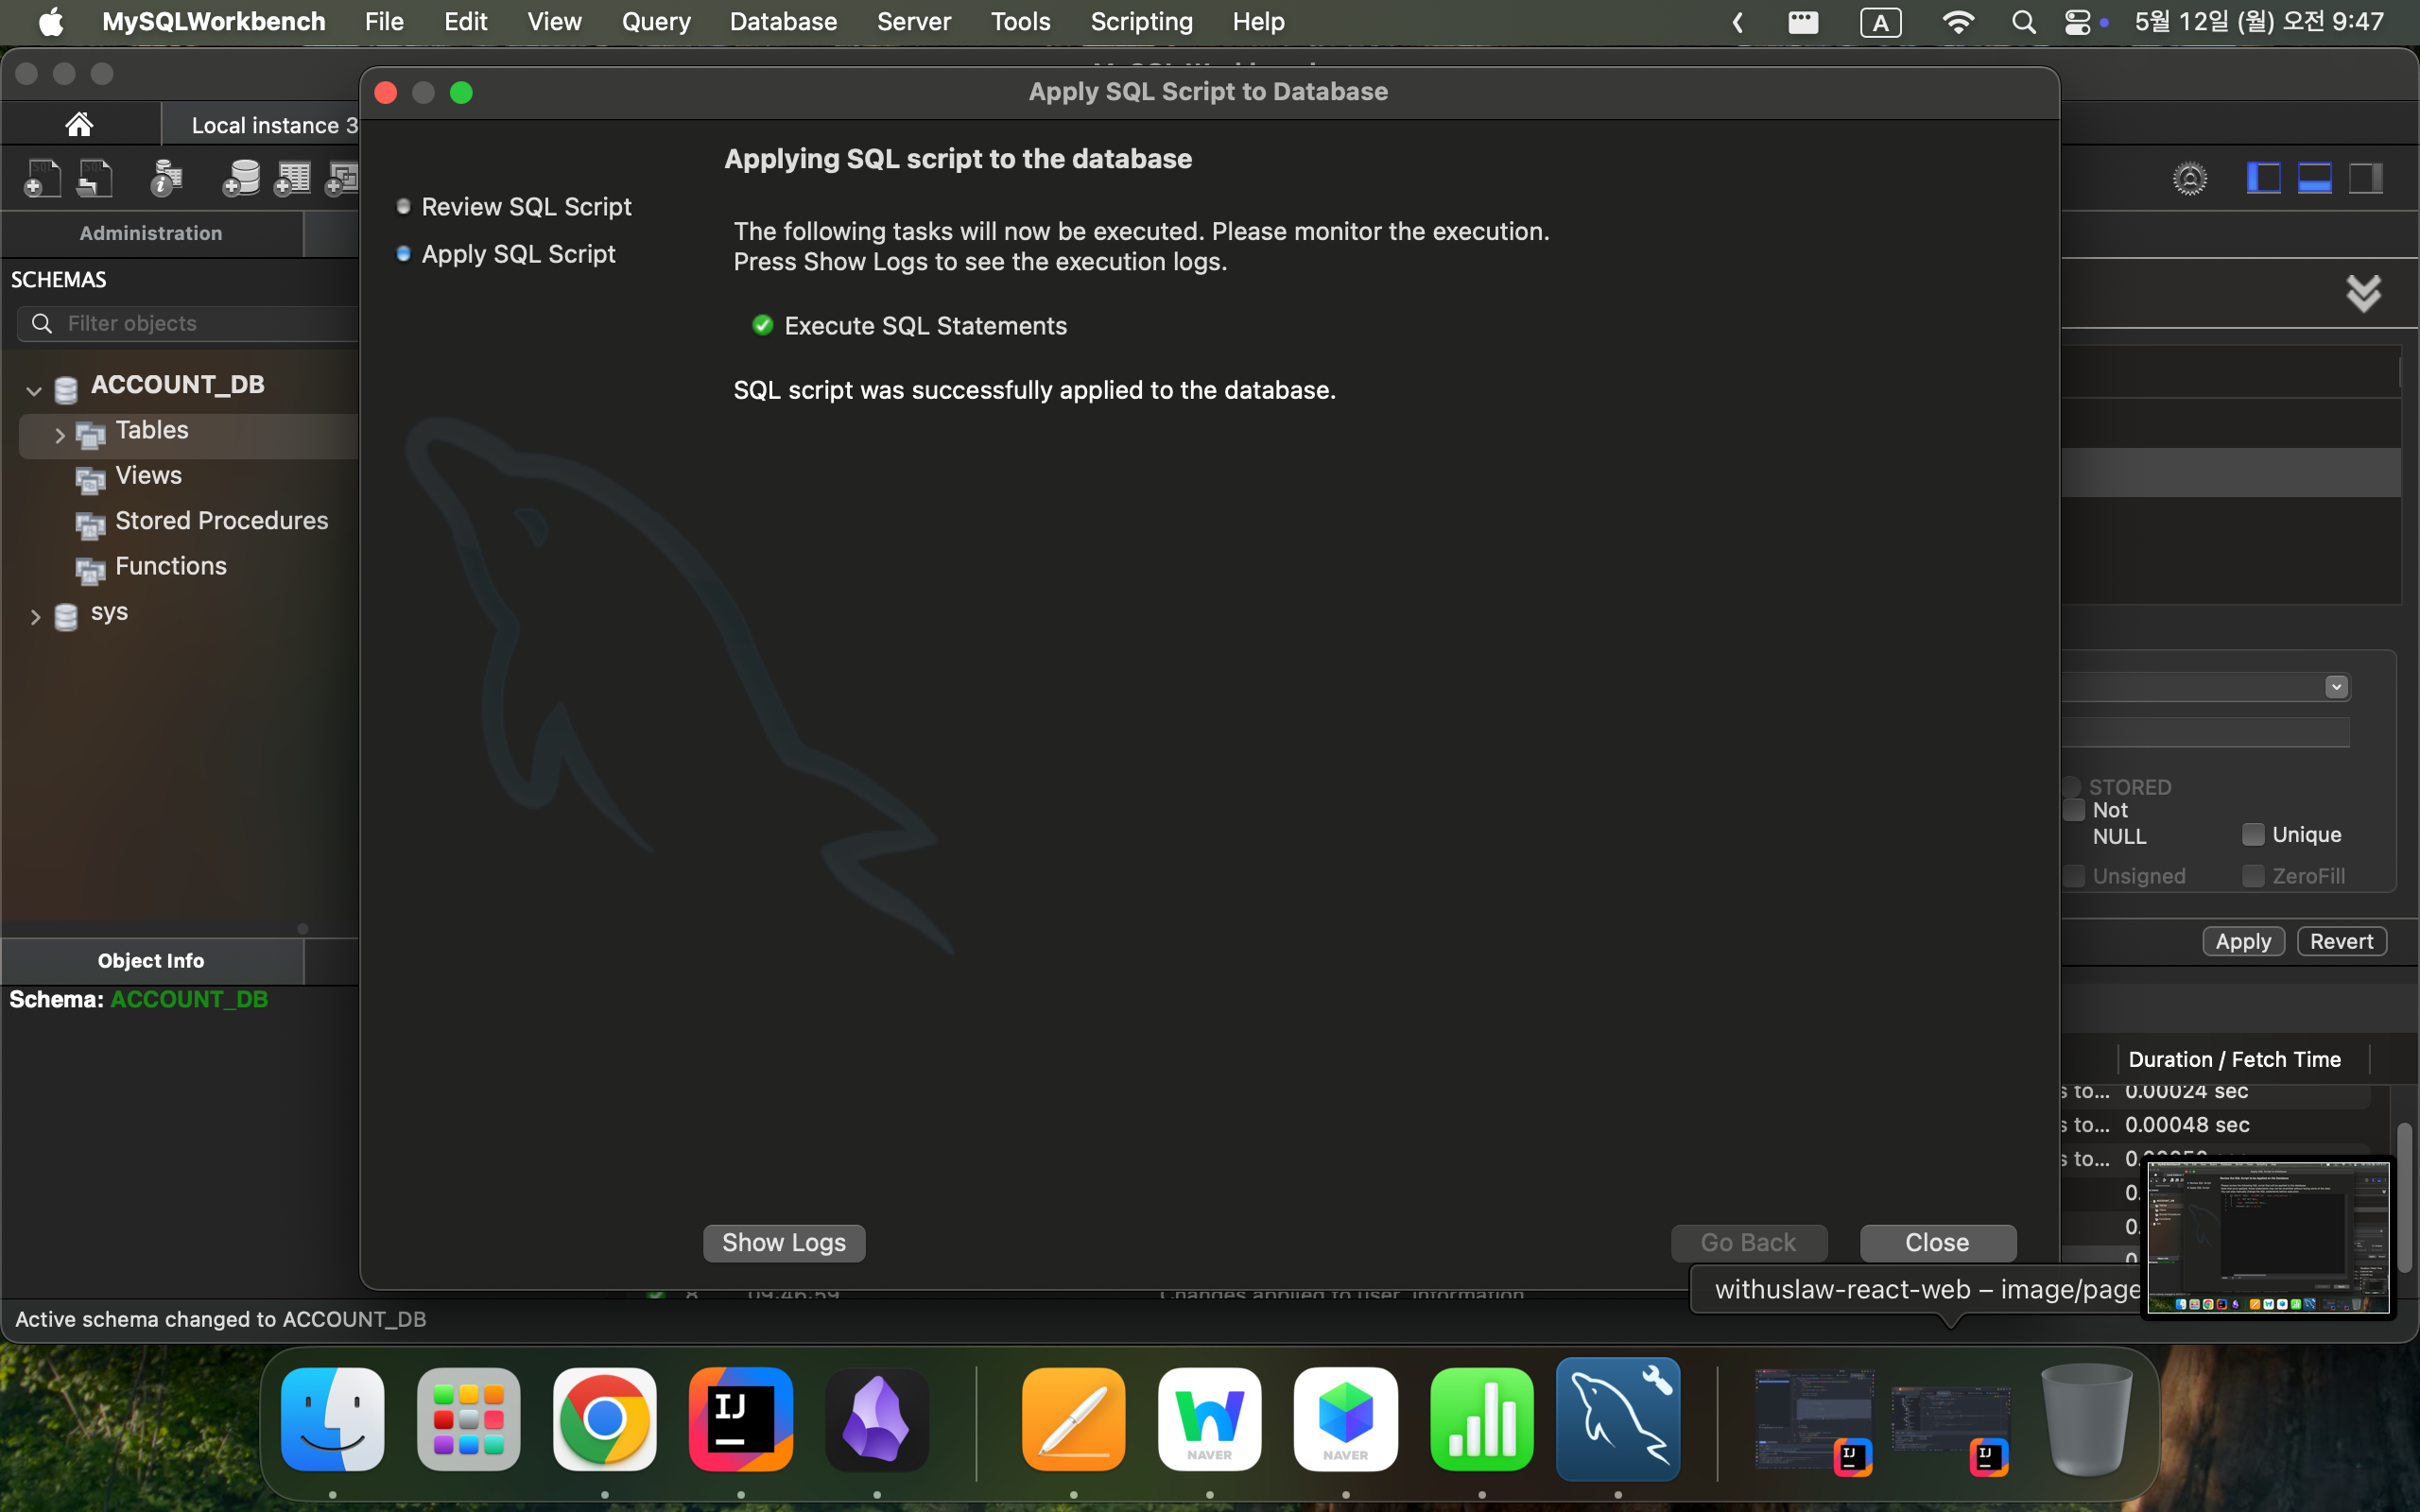 MySQLWorkbench File Edit View Query Database Server Tools Scripting Help A 5월 12일 (월) 오전 9:47
Apply SQL Script to Database
Local instance 3
Administration
SCHEMAS
Filter objects
ACCOUNT_DB
Tables
Views
Stored Procedures
Functions
sys
Object Info
Schema: ACCOUNT_DB
Review SQL Script
Apply SQL Script
Applying SQL script to the database
The following tasks will now be executed. Please monitor the execution.
Press Show Logs to see the execution logs.
Execute SQL Statements
SQL script was successfully applied to the database.
Show Logs
Go Back
Close
STORED
Not
NULL
Unique
Unsigned
ZeroFill
Apply
Revert
Duration / Fetch Time
s to... 0.00024 sec
s to... 0.00048 sec
s to...
withuslaw-react-web – image/page
Active schema changed to ACCOUNT_DB
IJ
NAVER
NAVER
IJ
IJ